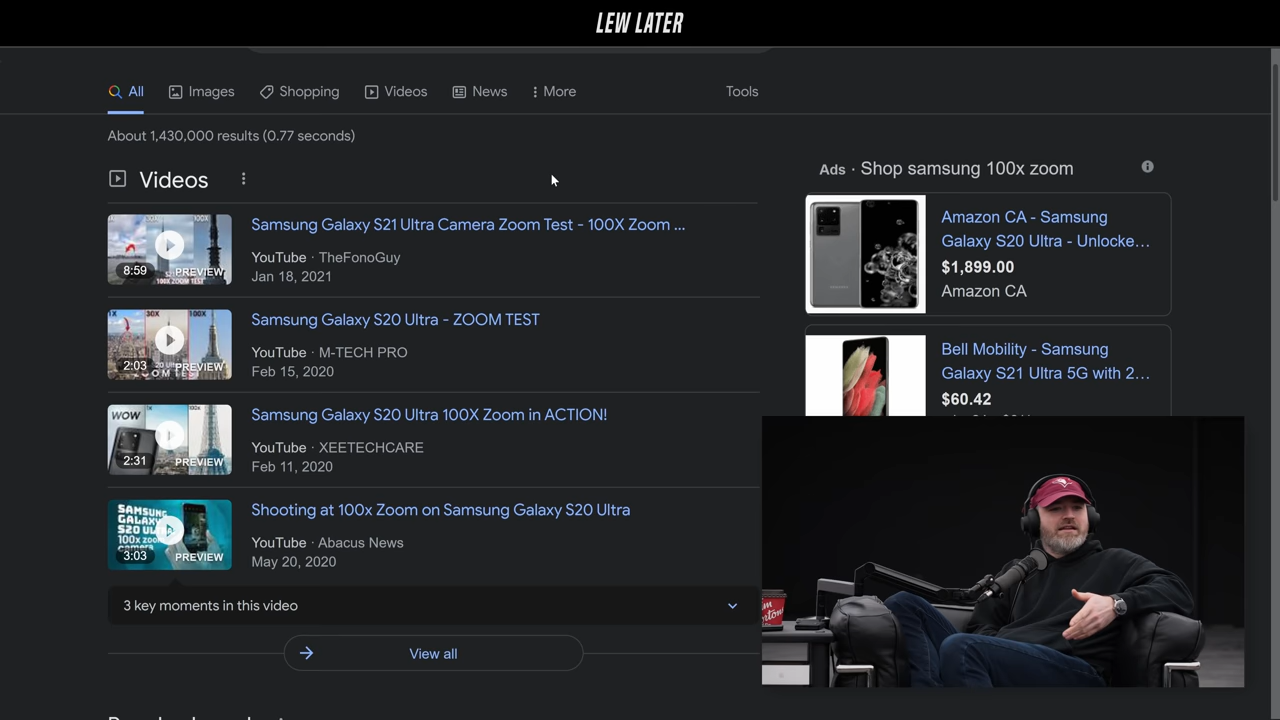 LEW LATER
All
Images
Shopping
Videos
News
More
Tools
About 1,430,000 results (0.77 seconds)
Videos
Samsung Galaxy S21 Ultra Camera Zoom Test - 100X Zoom ...
YouTube · TheFonoGuy
Jan 18, 2021
8:59
PREVIEW
Samsung Galaxy S20 Ultra - ZOOM TEST
YouTube · M-TECH PRO
Feb 15, 2020
1X 30X 100X
2:03
PREVIEW
Samsung Galaxy S20 Ultra 100X Zoom in ACTION!
YouTube · XEETECHCARE
Feb 11, 2020
WOW
2:31
PREVIEW
Shooting at 100x Zoom on Samsung Galaxy S20 Ultra
YouTube · Abacus News
May 20, 2020
SAMSUNG
GALAXY
3:03
PREVIEW
3 key moments in this video
View all
Ads · Shop samsung 100x zoom
Amazon CA - Samsung
Galaxy S20 Ultra - Unlocke...
$1,899.00
Amazon CA
Bell Mobility - Samsung
Galaxy S21 Ultra 5G with 2...
$60.42